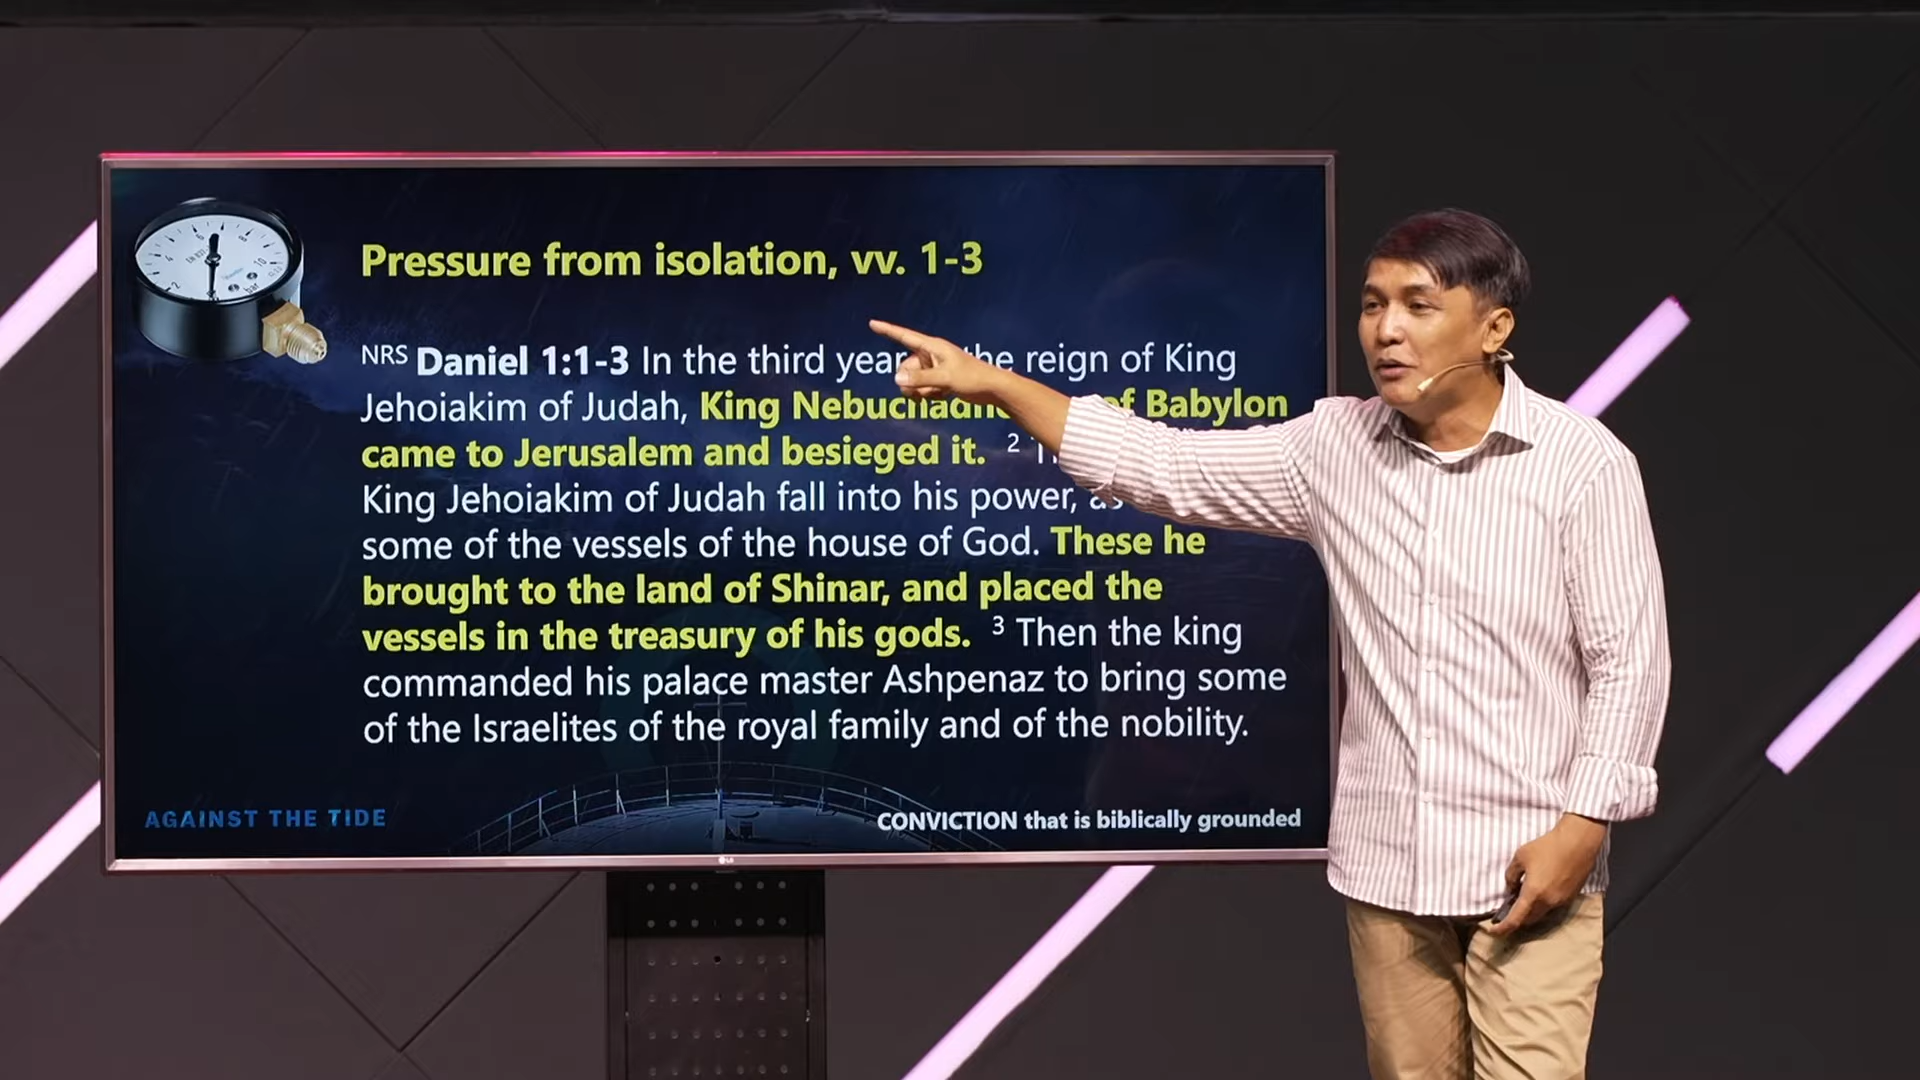 Pressure from isolation, vv. 1-3
NRS Daniel 1:1-3 In the third year the reign of King
Jehoiakim of Judah, King of Babylon
came to Jerusalem and besieged it. 2
King Jehoiakim of Judah fall into his power,
some of the vessels of the house of God. These he
brought to the land of Shinar, and placed the
vessels in the treasury of his gods. 3 Then the king
commanded his palace master Ashpenaz to bring some
of the Israelites of the royal family and of the nobility.
AGAINST THE TIDE
CONVICTION that is biblically grounded
LG